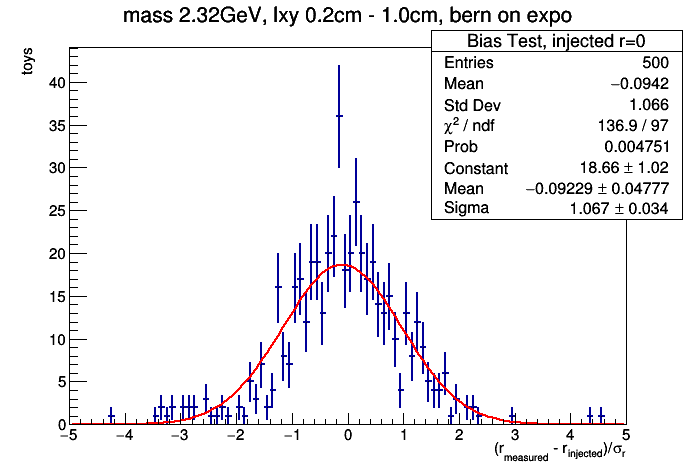 mass 2.32GeV, lxy 0.2cm - 1.0cm, bern on expo
Bias Test, injected r=0
Entries 500
Mean −0.0942
Std Dev 1.066
χ² / ndf 136.9 / 97
Prob 0.004751
Constant 18.66 ± 1.02
Mean −0.09229 ± 0.04777
Sigma 1.067 ± 0.034
toys
40
35
30
25
20
15
10
5
0
−5 −4 −3 −2 −1 0 1 2 3 4 5
(r_measured - r_injected)/σ_r